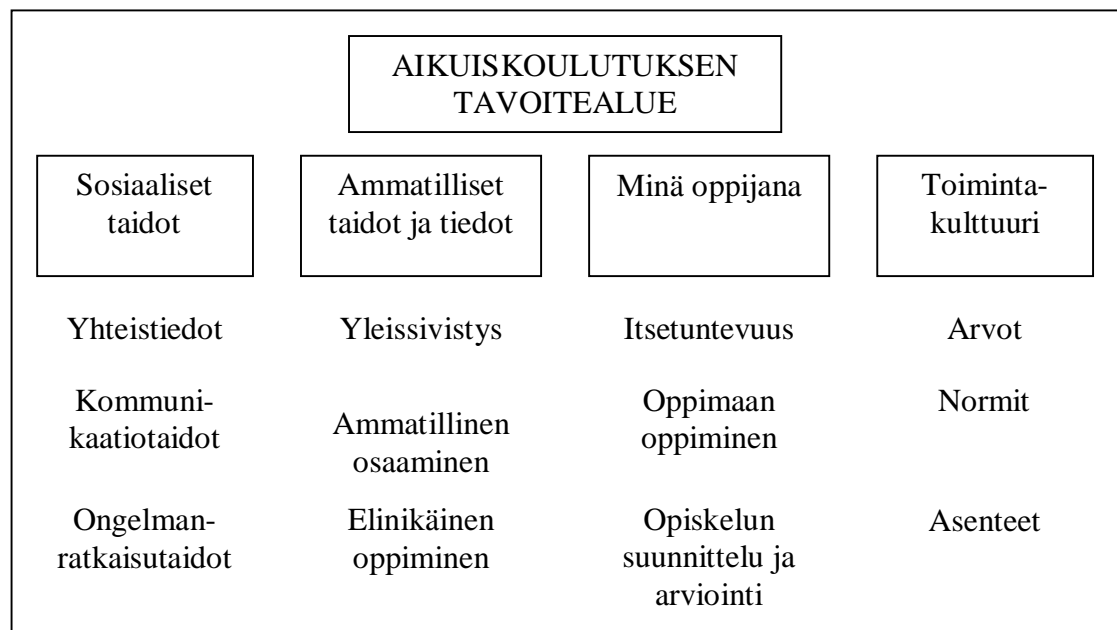 AIKUISKOULUTUKSEN
TAVOITEALUE
Sosiaaliset
taidot
Ammatilliset
taidot ja tiedot
Minä oppijana
Toiminta-
kulttuuri
Yhteistiedot
Yleissivistys
Itsetuntevuus
Arvot
Kommuni-
kaatiotaidot
Ammatillinen
osaaminen
Oppimaan
oppiminen
Normit
Ongelman-
ratkaisutaidot
Elinikäinen
oppiminen
Opiskelun
suunnittelu ja
arviointi
Asenteet